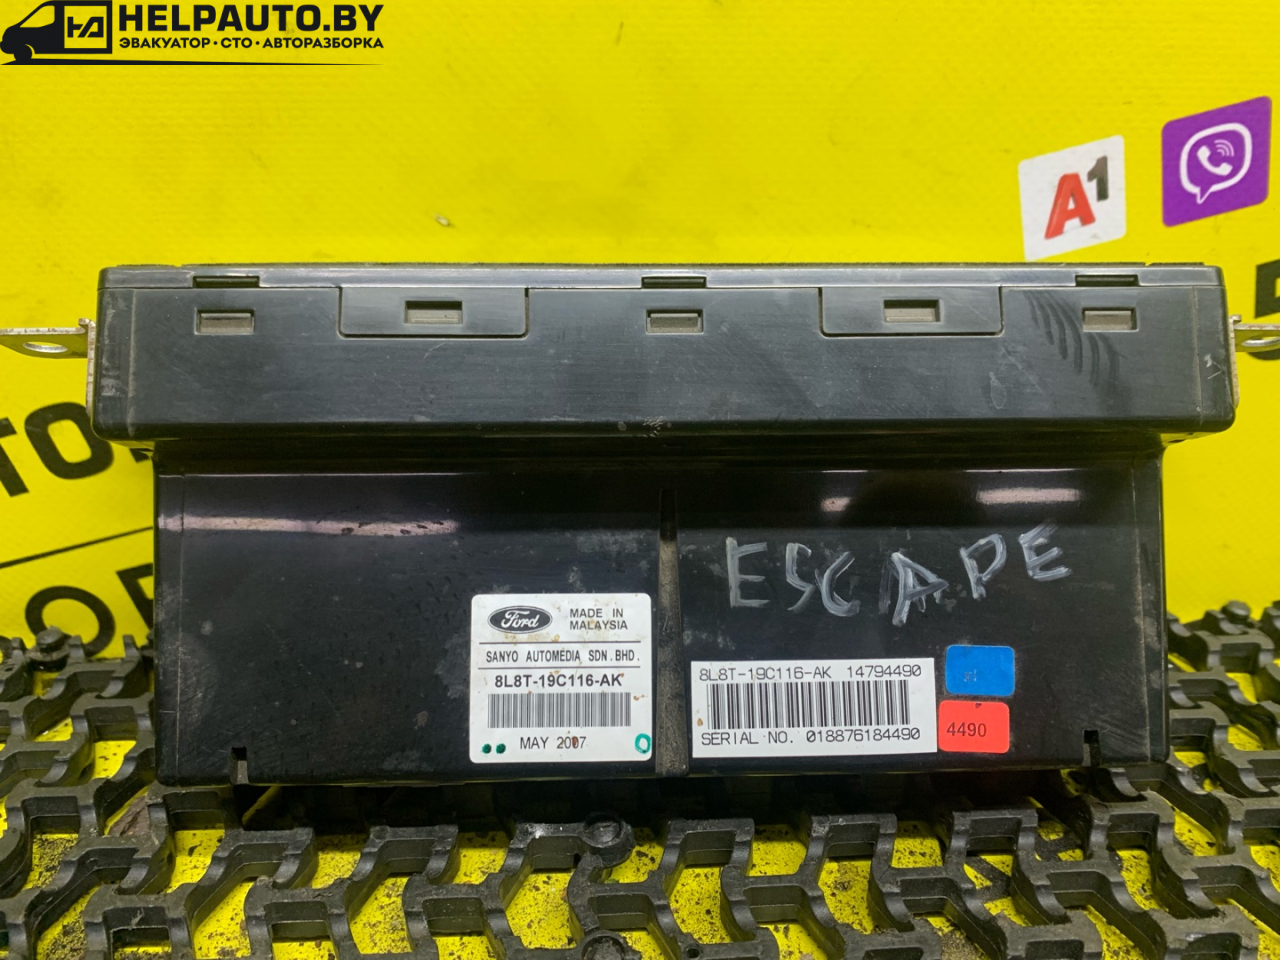 HELPAUTO.BY
ЭВАКУАТОР•СТО•АВТОРАЗБОРКА
A1
ESCAPE
Ford
MADE IN
MALAYSIA
SANYO AUTOMEDIA SDN.BHD.
8L8T-19C116-AK
MAY 2007
8L8T-19C116-AK 14794490
SERIAL NO. 018876184490
4490